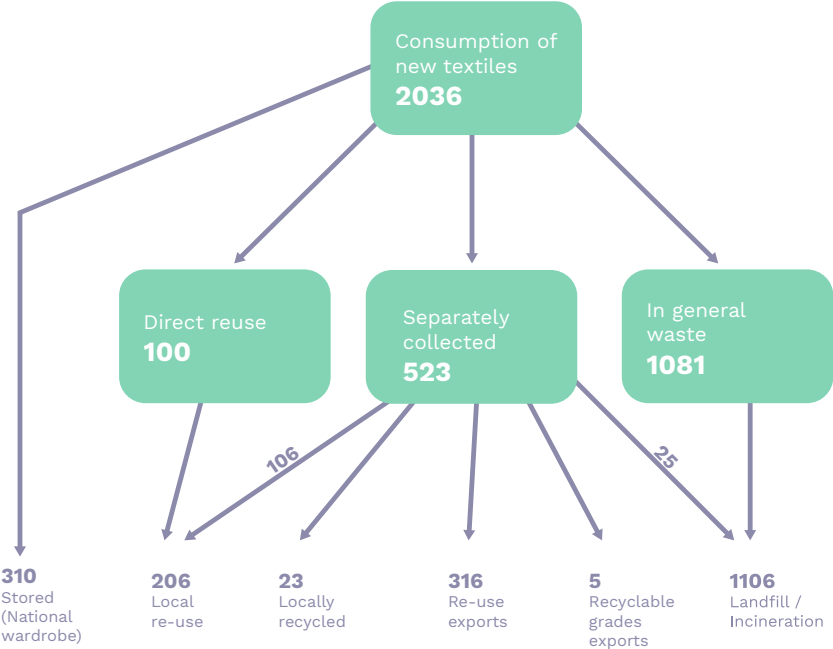 Consumption of
new textiles
2036
Direct reuse
100
Separately
collected
523
In general
waste
1081
106
25
310
Stored
(National
wardrobe)
206
Local
re-use
23
Locally
recycled
316
Re-use
exports
5
Recyclable
grades
exports
1106
Landfill /
Incineration